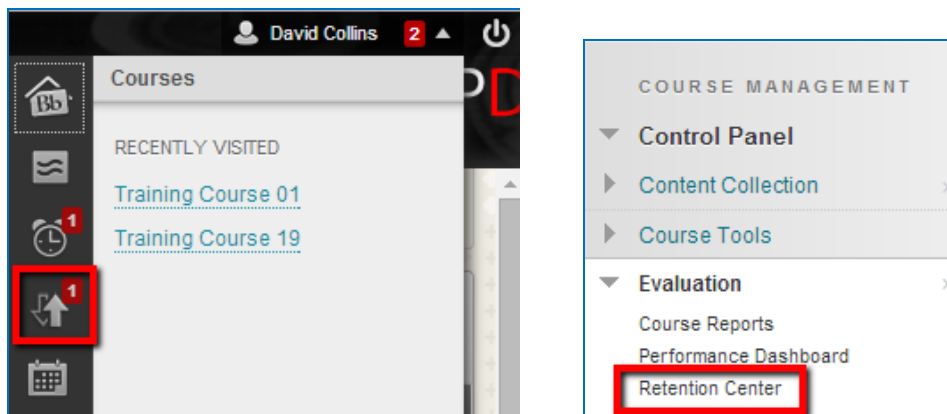 David Collins 2
Bb
Courses
RECENTLY VISITED
Training Course 01
Training Course 19
1
1
D
COURSE MANAGEMENT
Control Panel
Content Collection
Course Tools
Evaluation
Course Reports
Performance Dashboard
Retention Center